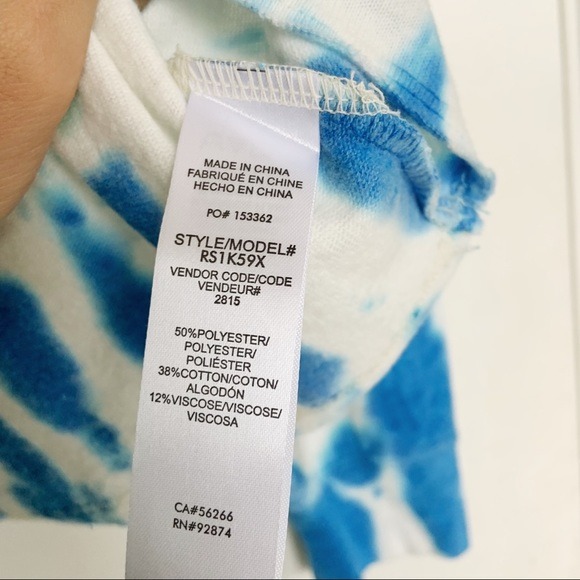 MADE IN CHINA
FABRIQUÉ EN CHINE
HECHO EN CHINA
PO# 153362
STYLE/MODEL#
RS1K59X
VENDOR CODE/CODE
VENDEUR#
2815
50%POLYESTER/
POLYESTER/
POLIÉSTER
38%COTTON/COTON/
ALGODÓN
12%VISCOSE/VISCOSE/
VISCOSA
CA#56266
RN#92874